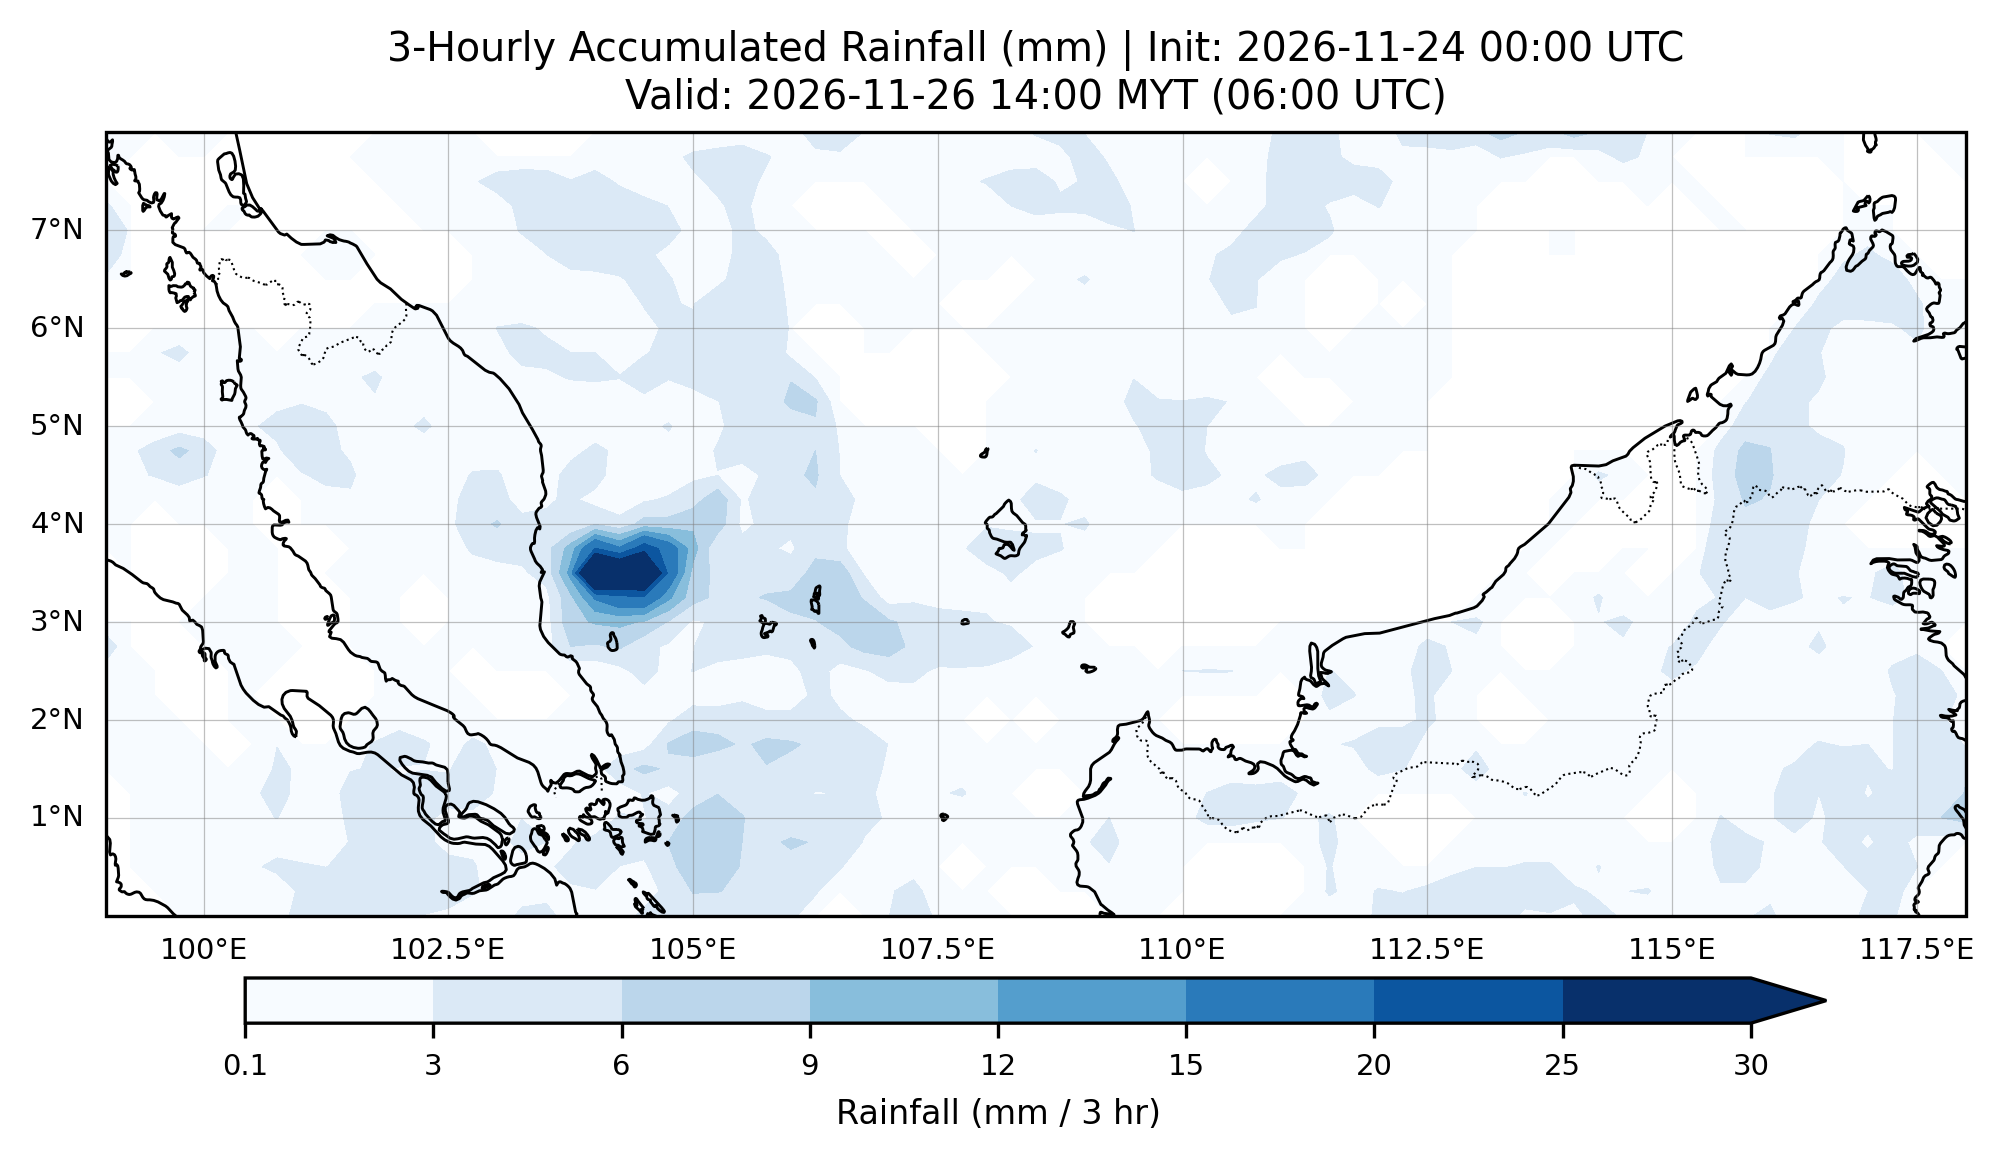 3-Hourly Accumulated Rainfall (mm) | Init: 2026-11-24 00:00 UTC
Valid: 2026-11-26 14:00 MYT (06:00 UTC)
7°N
6°N
5°N
4°N
3°N
2°N
1°N
100°E 102.5°E 105°E 107.5°E 110°E 112.5°E 115°E 117.5°E
0.1 3 6 9 12 15 20 25 30
Rainfall (mm / 3 hr)